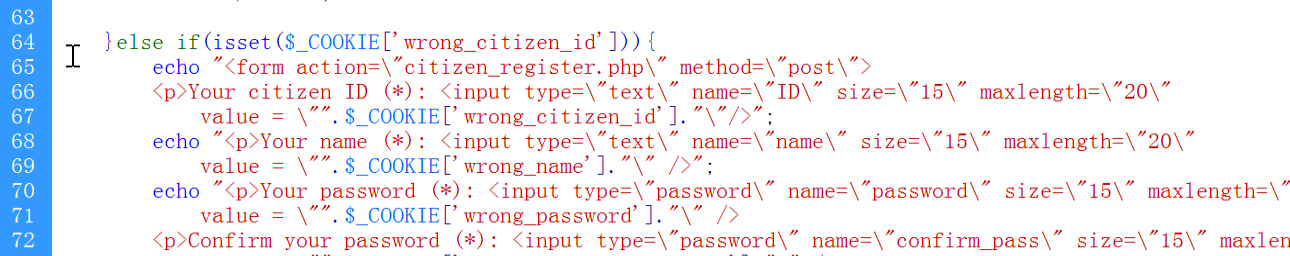 63
64 }else if(isset($_COOKIE['wrong_citizen_id'])){
65 echo "<form action=\"citizen_register.php\" method=\"post\">
66 <p>Your citizen ID (*): <input type=\"text\" name=\"ID\" size=\"15\" maxlength=\"20\"
67 value = \"".$_COOKIE['wrong_citizen_id']."\"/>";
68 echo "<p>Your name (*): <input type=\"text\" name=\"name\" size=\"15\" maxlength=\"20\"
69 value = \"".$_COOKIE['wrong_name']."\" />";
70 echo "<p>Your password (*): <input type=\"password\" name=\"password\" size=\"15\" maxlength=\"
71 value = \"".$_COOKIE['wrong_password']."\" />
72 <p>Confirm your password (*): <input type=\"password\" name=\"confirm_pass\" size=\"15\" maxlen